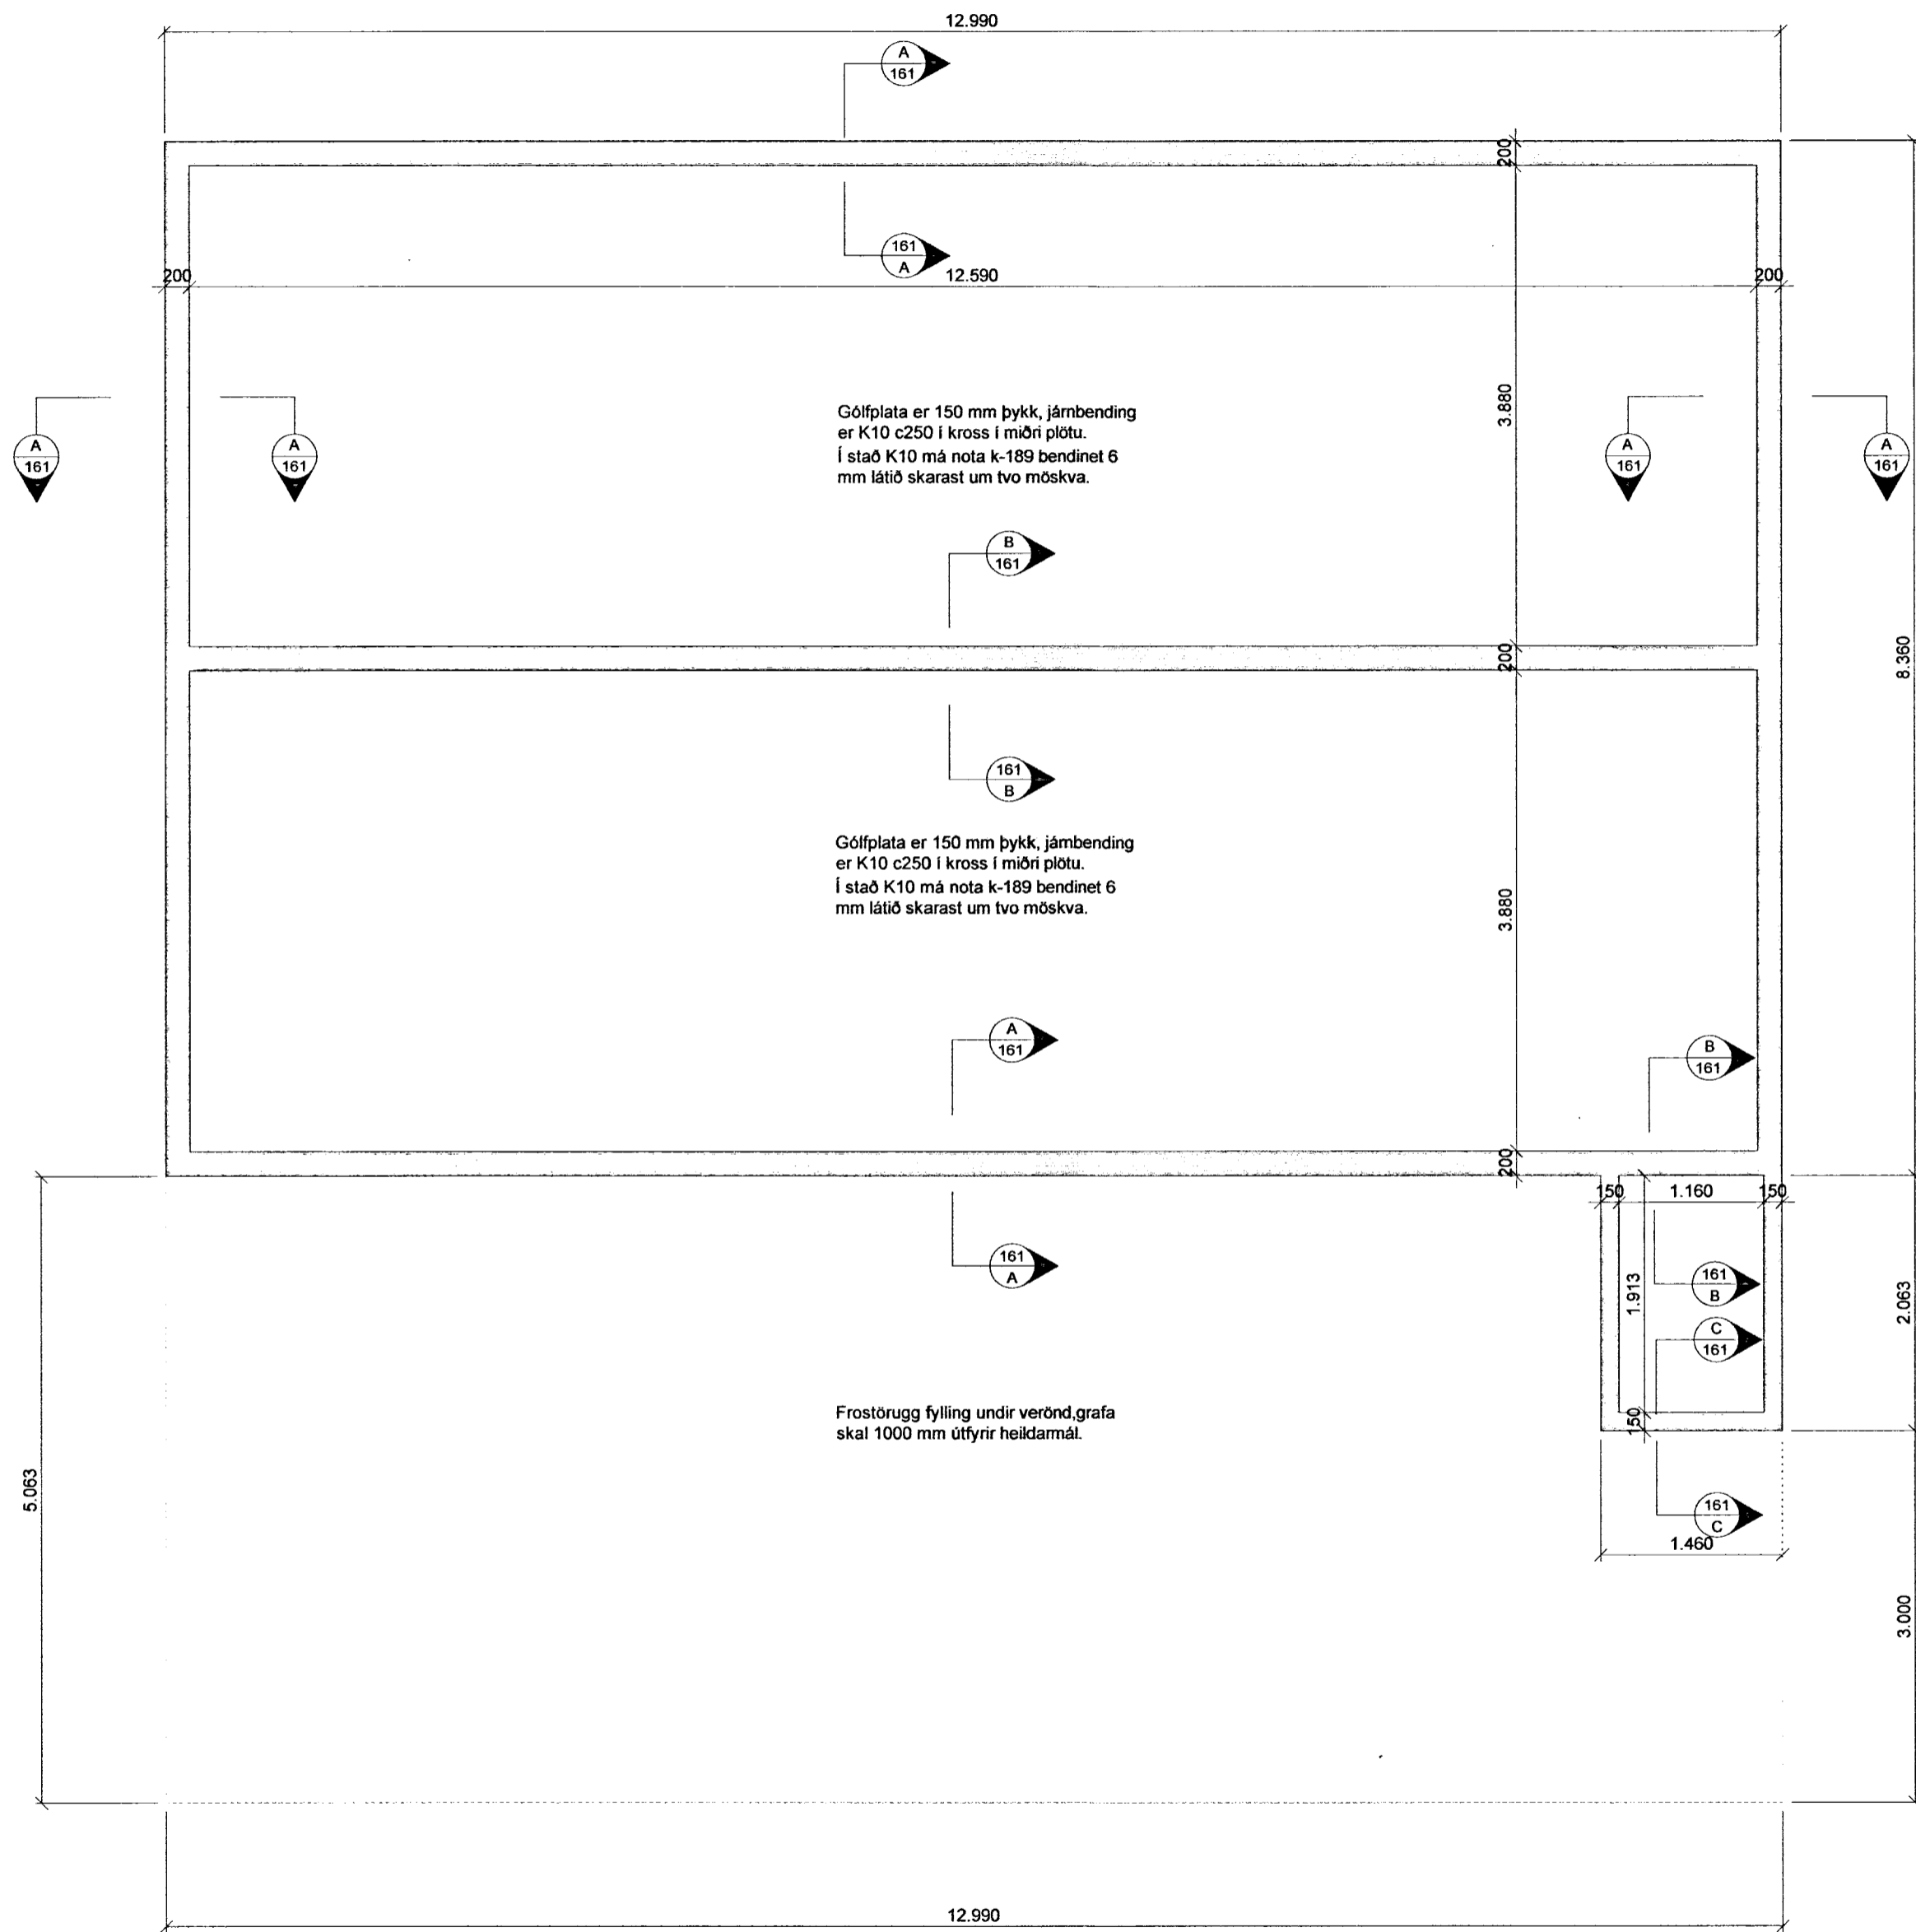 12.990
A
161
200
161
A
200
12.590
200
A
161
A
161
A
161
A
161
3.880
Gólfplata er 150 mm þykk, járnbending
er K10 c250 í kross í miðri plötu.
Í stað K10 má nota k-189 bendinet 6
mm látið skarast um tvo möskva.
B
161
200
8.360
161
B
Gólfplata er 150 mm þykk, járnbending
er K10 c250 í kross í miðri plötu.
Í stað K10 má nota k-189 bendinet 6
mm látið skarast um tvo möskva.
3.880
A
161
B
161
200
150
1.160
150
161
A
1.913
161
B
2.063
C
161
Frostörugg fylling undir verönd,grafa
skal 1000 mm útfyrir heildarmál.
150
5.063
161
C
1.460
3.000
12.990